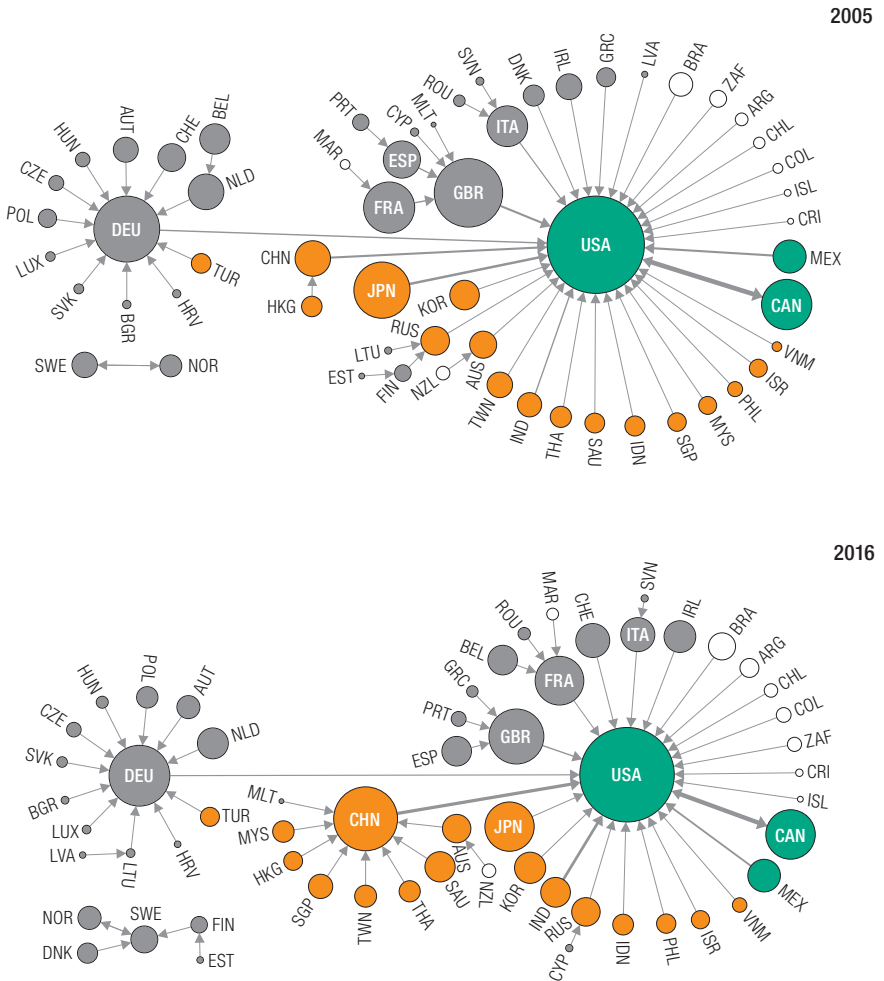 2005
SVN
ROU
DNK
IRL
GRC
LVA
BRA
ZAF
ARG
CHL
COL
ISL
CRI
MEX
CAN
ITA
PRT
CYP
MLT
MAR
ESP
GBR
FRA
USA
HUN
AUT
CHE
BEL
CZE
NLD
POL
DEU
LUX
TUR
SVK
BGR
HRV
SWE
NOR
CHN
HKG
JPN
KOR
RUS
LTU
EST
FIN
NZL
AUS
TWN
IND
THA
SAU
IDN
SGP
MYS
PHL
ISR
VNM
2016
SVN
MAR
CHE
ITA
IRL
ROU
BRA
BEL
FRA
ARG
GRC
CHL
PRT
COL
GBR
ESP
ZAF
USA
CRI
ISL
CAN
MEX
HUN
POL
AUT
CZE
NLD
SVK
DEU
BGR
TUR
LUX
LVA
LTU
HRV
MLT
CHN
MYS
HKG
SGP
TWN
THA
SAU
AUS
NZL
JPN
KOR
IND
RUS
CYP
IDN
PHL
ISR
VNM
NOR
SWE
FIN
DNK
EST